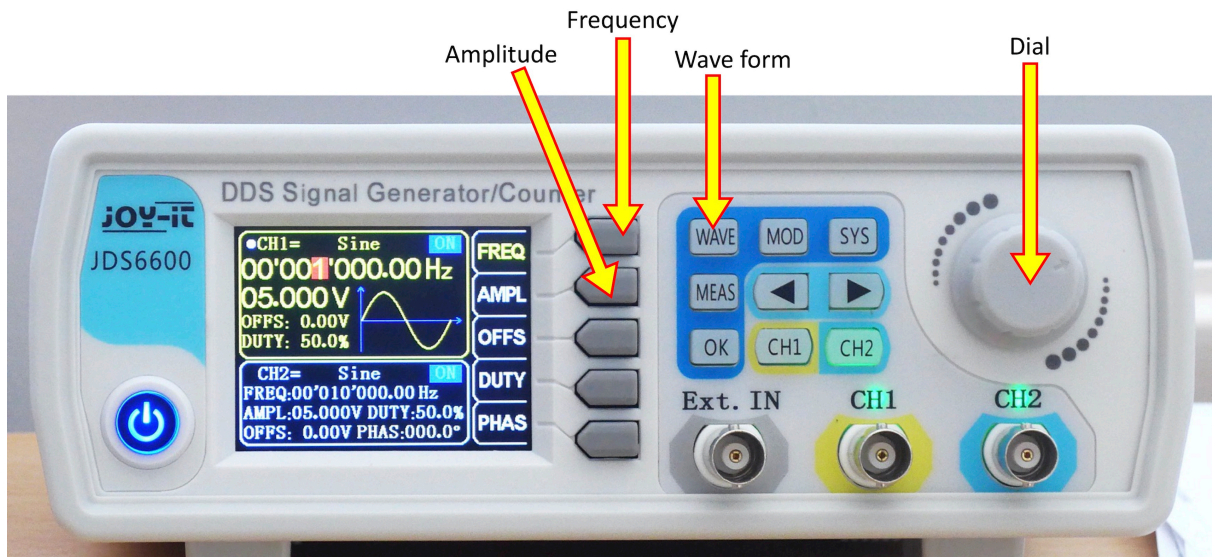 Frequency
Amplitude
Wave form
Dial
DDS Signal Generator/Counter
JOY-iT
JDS6600
CH1= Sine ON
00'001'000.00 Hz
05.000 V
OFFS: 0.00V
DUTY: 50.0%
CH2= Sine ON
FREQ:00'010'000.00 Hz
AMPL:05.000V DUTY:50.0%
OFFS: 0.00V PHAS:000.0°
FREQ
AMPL
OFFS
DUTY
PHAS
WAVE MOD SYS
MEAS ◀ ▶
OK CH1 CH2
Ext. IN CH1 CH2